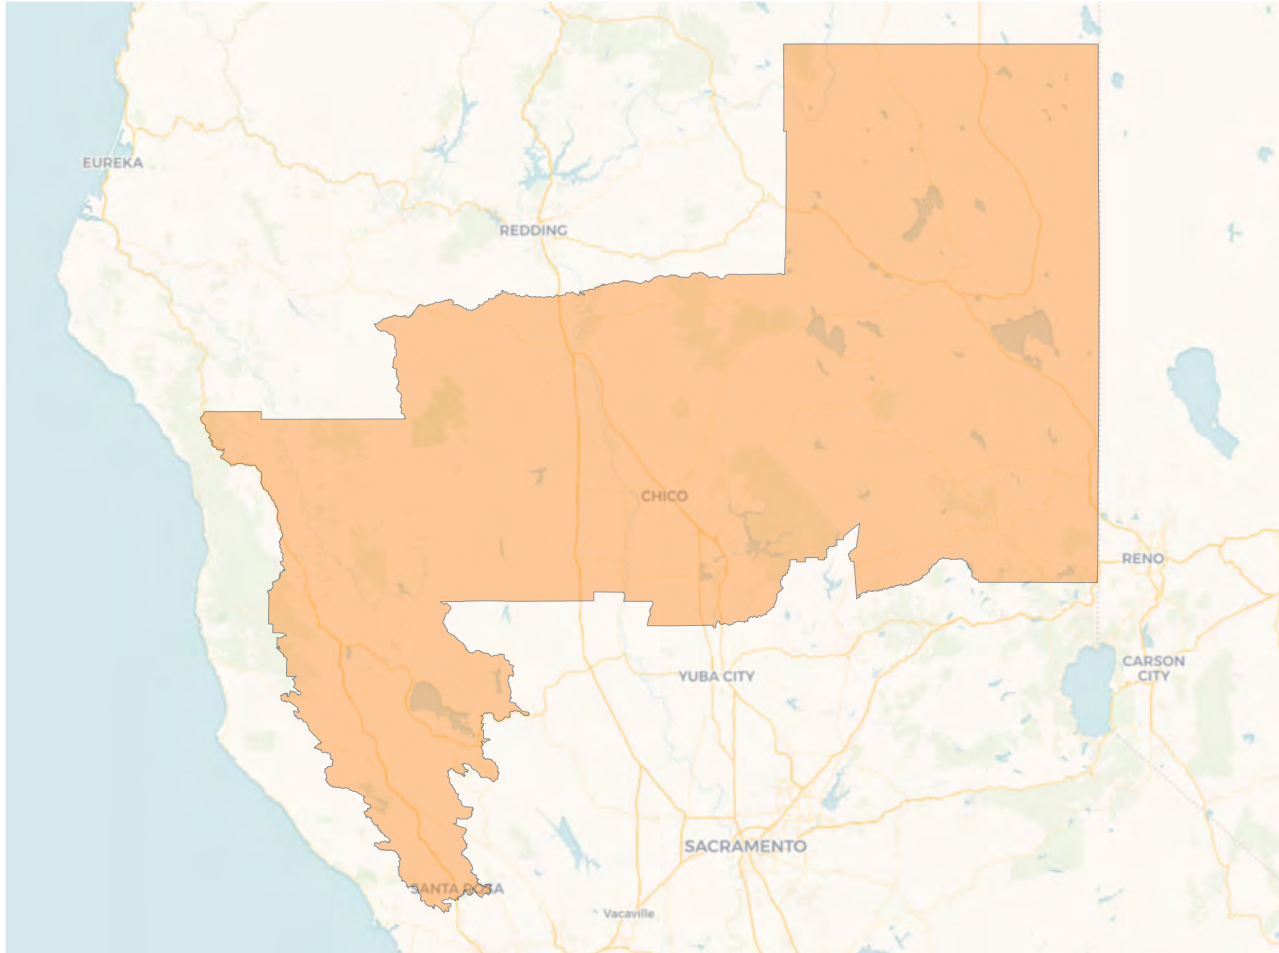 EUREKA
REDDING
CHICO
RENO
YUBA CITY
CARSON
CITY
SACRAMENTO
SANTA ROSA
Vacaville